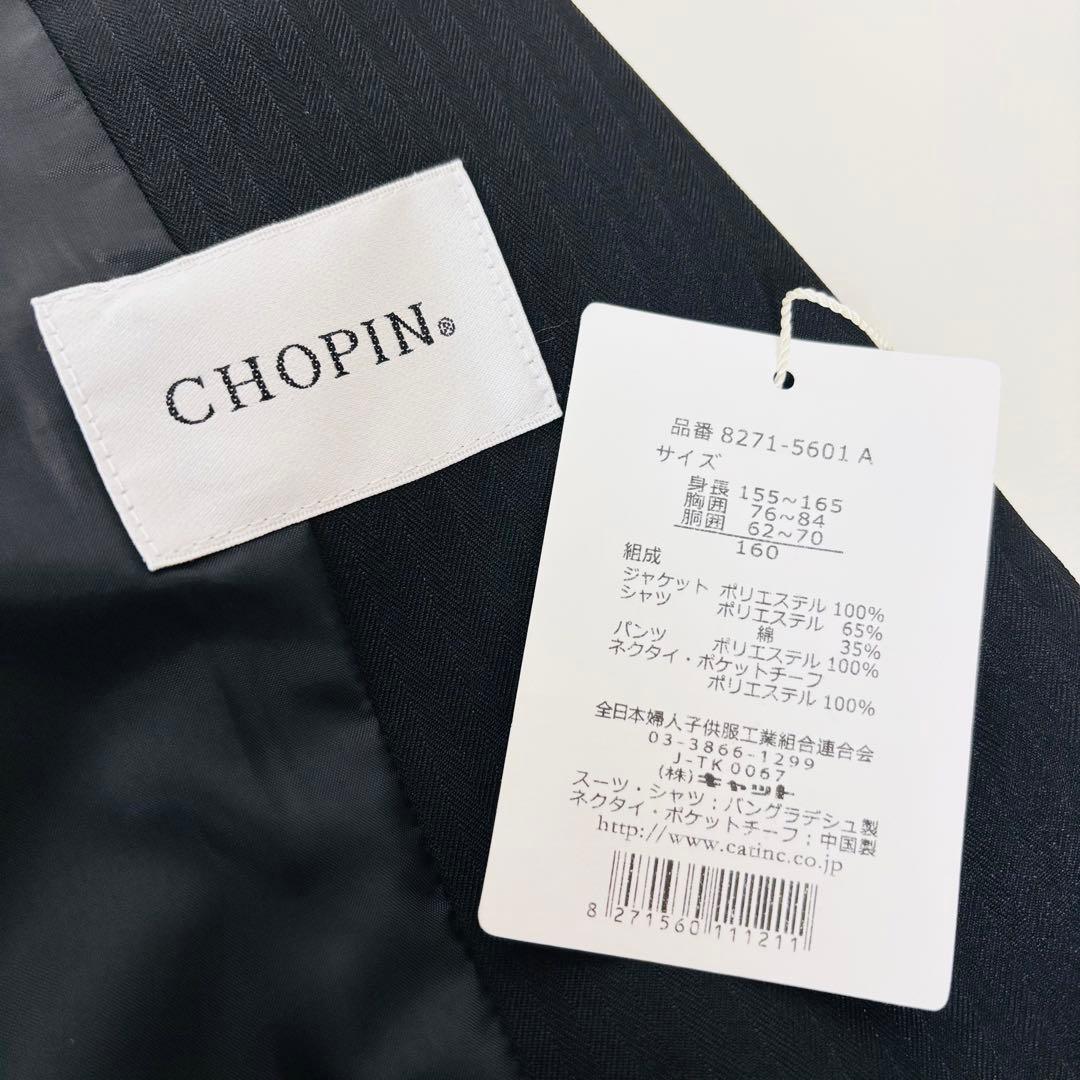 CHOPIN®
品番 8271-5601 A
サイズ
身長 155~165
胸囲 76~84
胴囲 62~70
160
組成
ジャケット ポリエステル 100%
シャツ ポリエステル 65%
綿 35%
パンツ ポリエステル 100%
ネクタイ・ポケットチーフ
ポリエステル 100%
全日本婦人子供服工業組合連合会
03-3866-1299
J-TK0067
(株)キャット
スーツ・シャツ:バングラデシュ製
ネクタイ・ポケットチーフ:中国製
http://www.catinc.co.jp
8 271560 111211